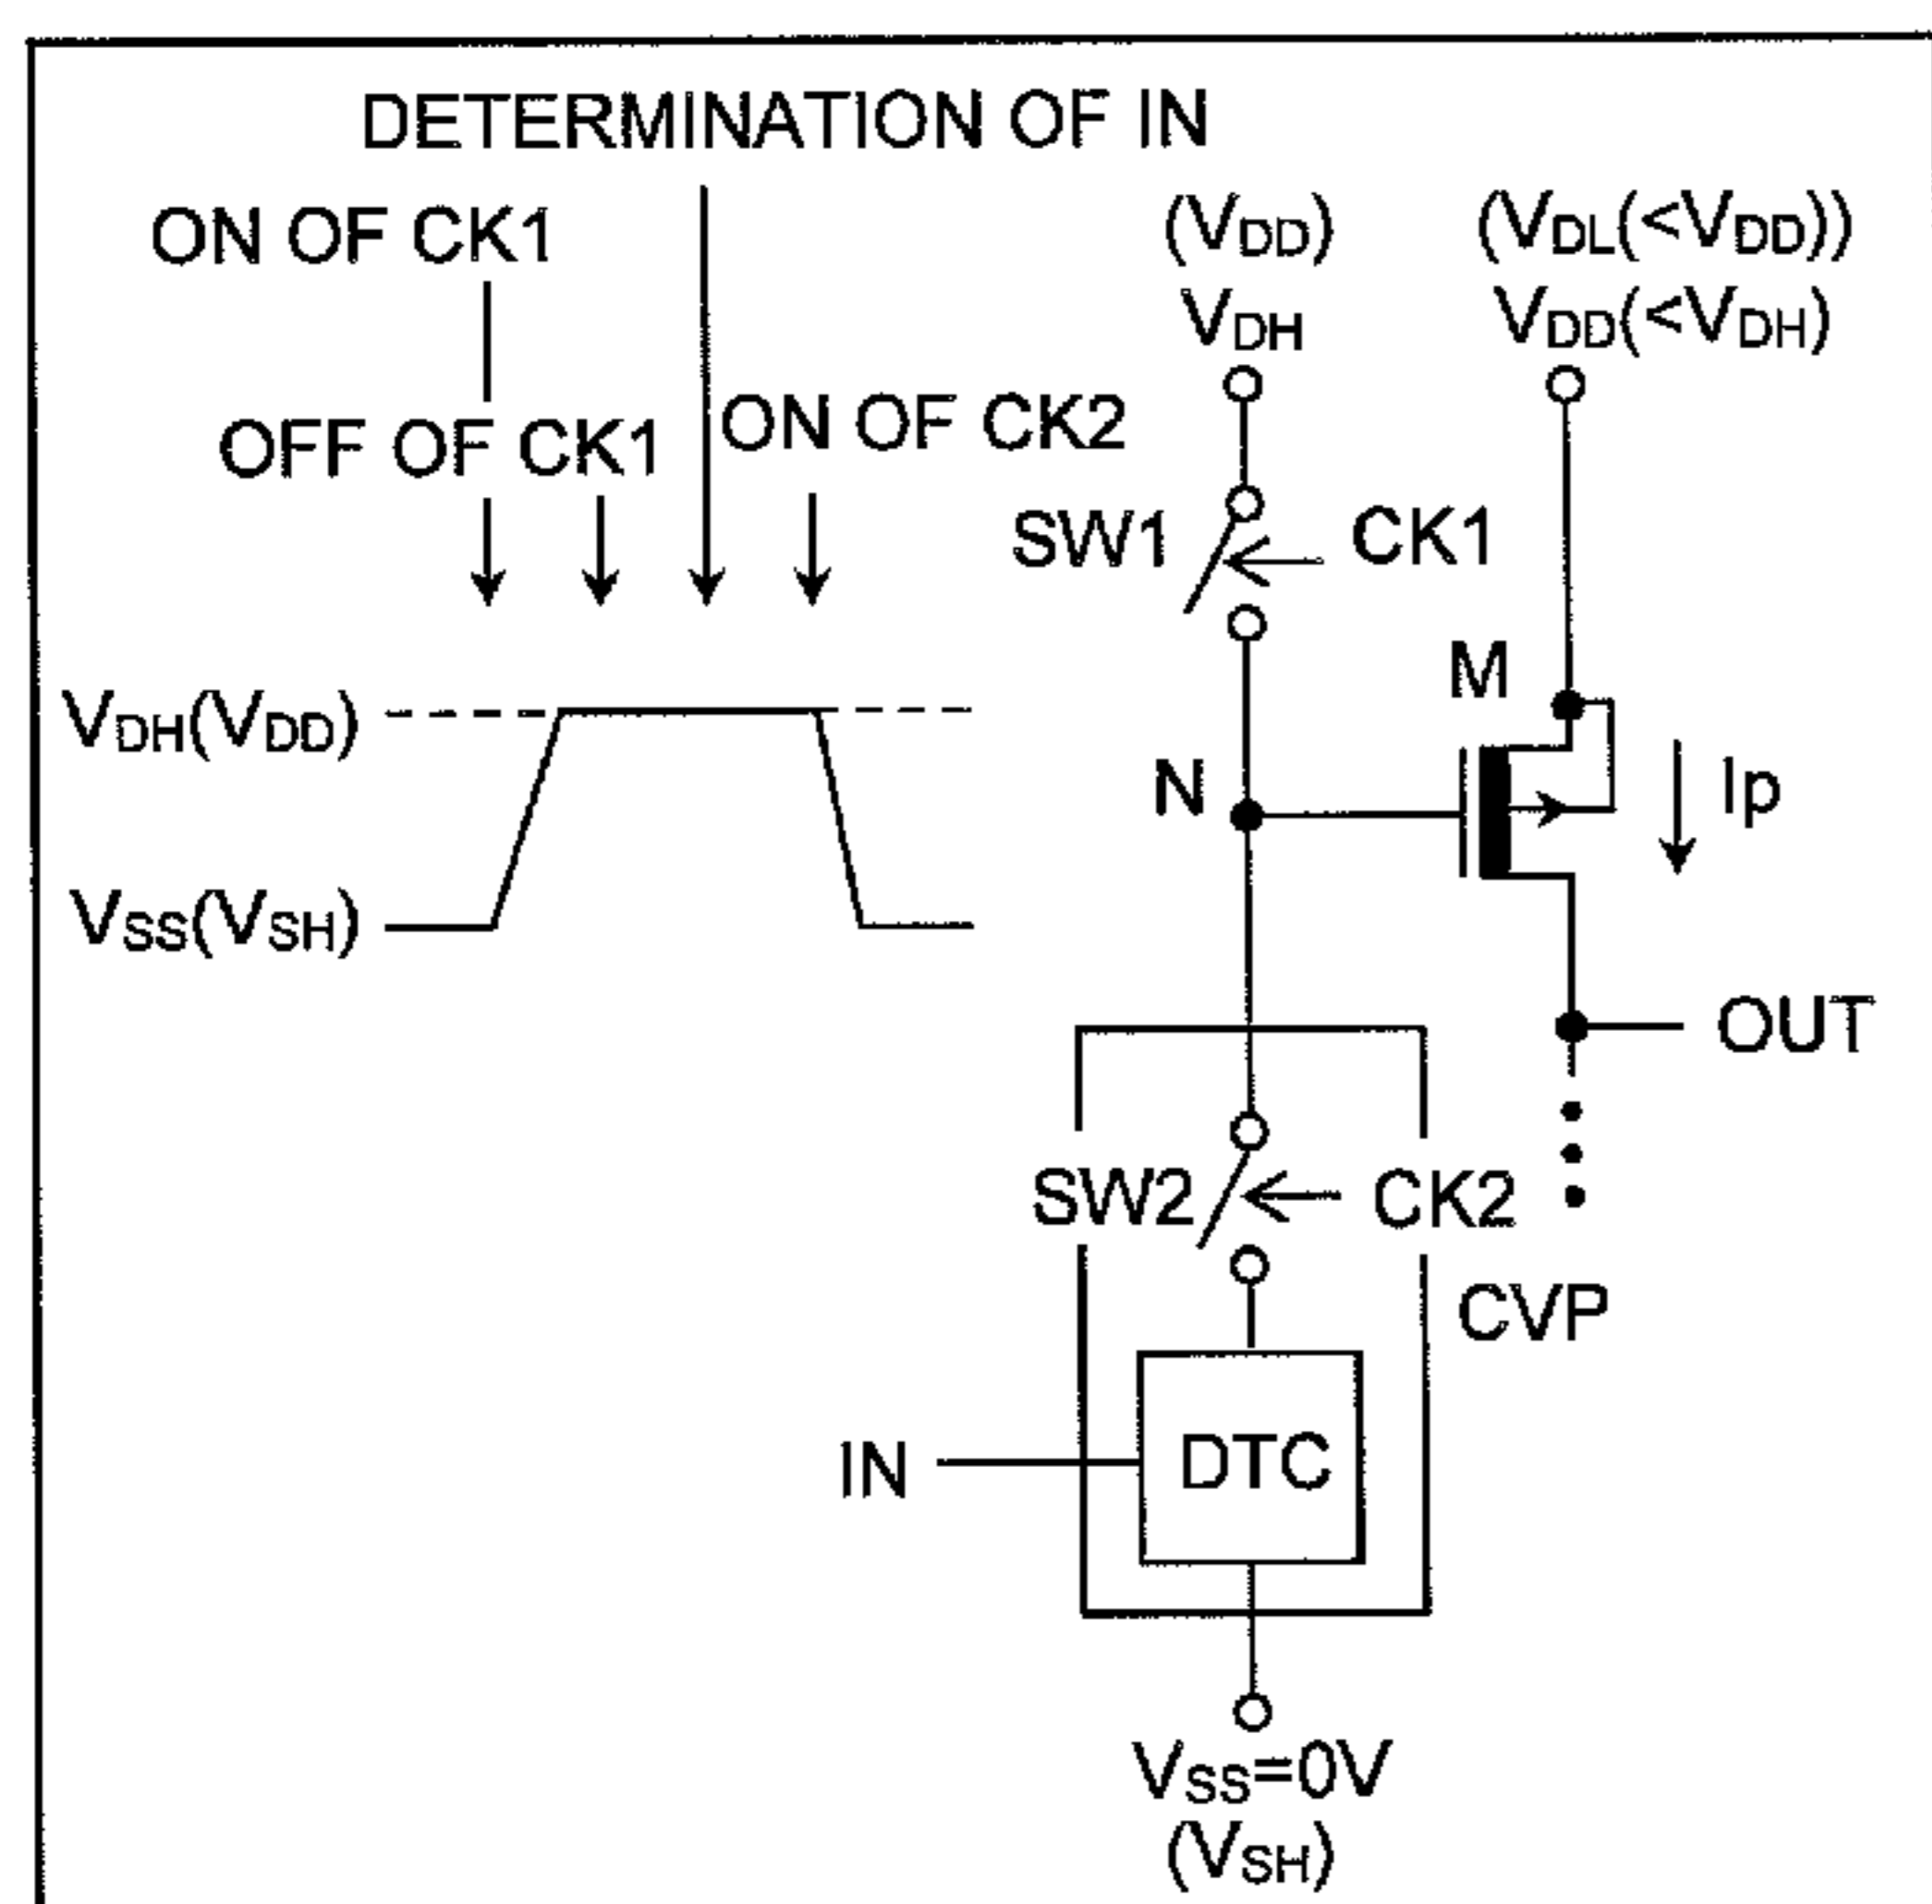 DETERMINATION OF IN
ON OF CK1
OFF OF CK1
ON OF CK2
(VDD)
VDH
(VDL(<VDD))
VDD(<VDH)
SW1
CK1
M
VDH(VDD)
N
Ip
VSS(VSH)
OUT
SW2
CK2
CVP
IN
DTC
VSS=0V
(VSH)